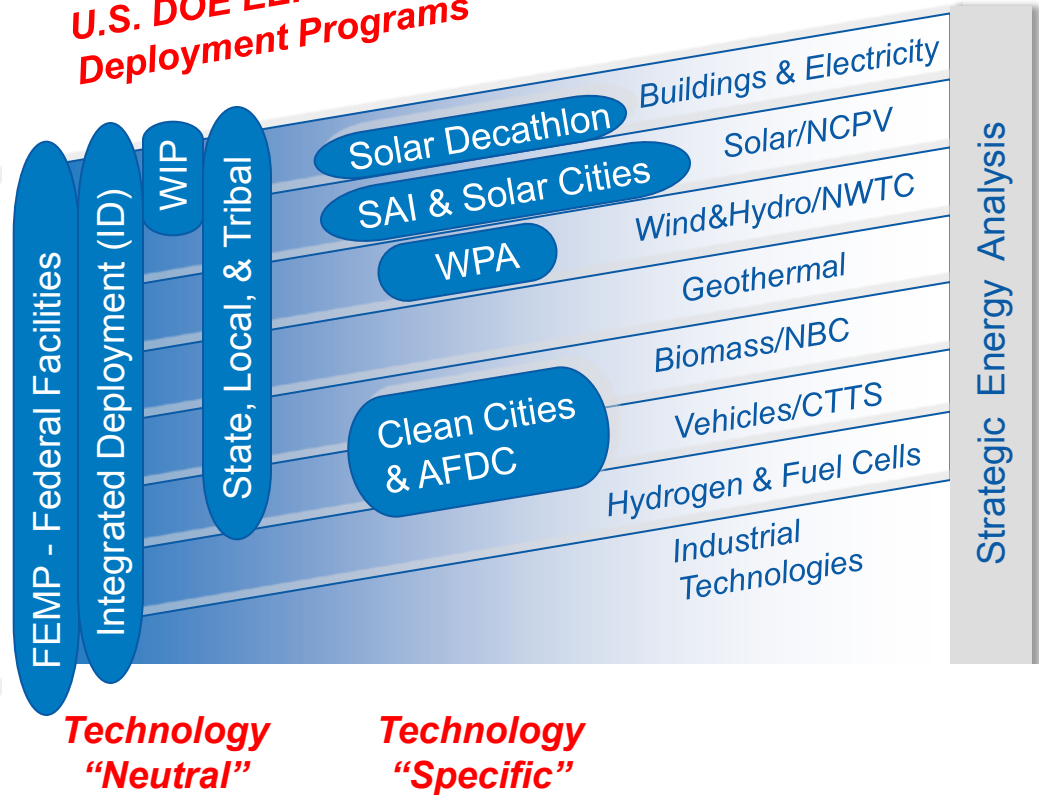 U.S. DOE
Deployment Programs
Buildings & Electricity
Solar/NCPV
Wind&Hydro/NWTC
Geothermal
Biomass/NBC
Vehicles/CTTS
Hydrogen & Fuel Cells
Industrial
Technologies
Solar Decathlon
SAI & Solar Cities
WPA
Clean Cities
& AFDC
FEMP - Federal Facilities
Integrated Deployment (ID)
WIP
State, Local, & Tribal
Strategic Energy Analysis
Technology
“Neutral”
Technology
“Specific”